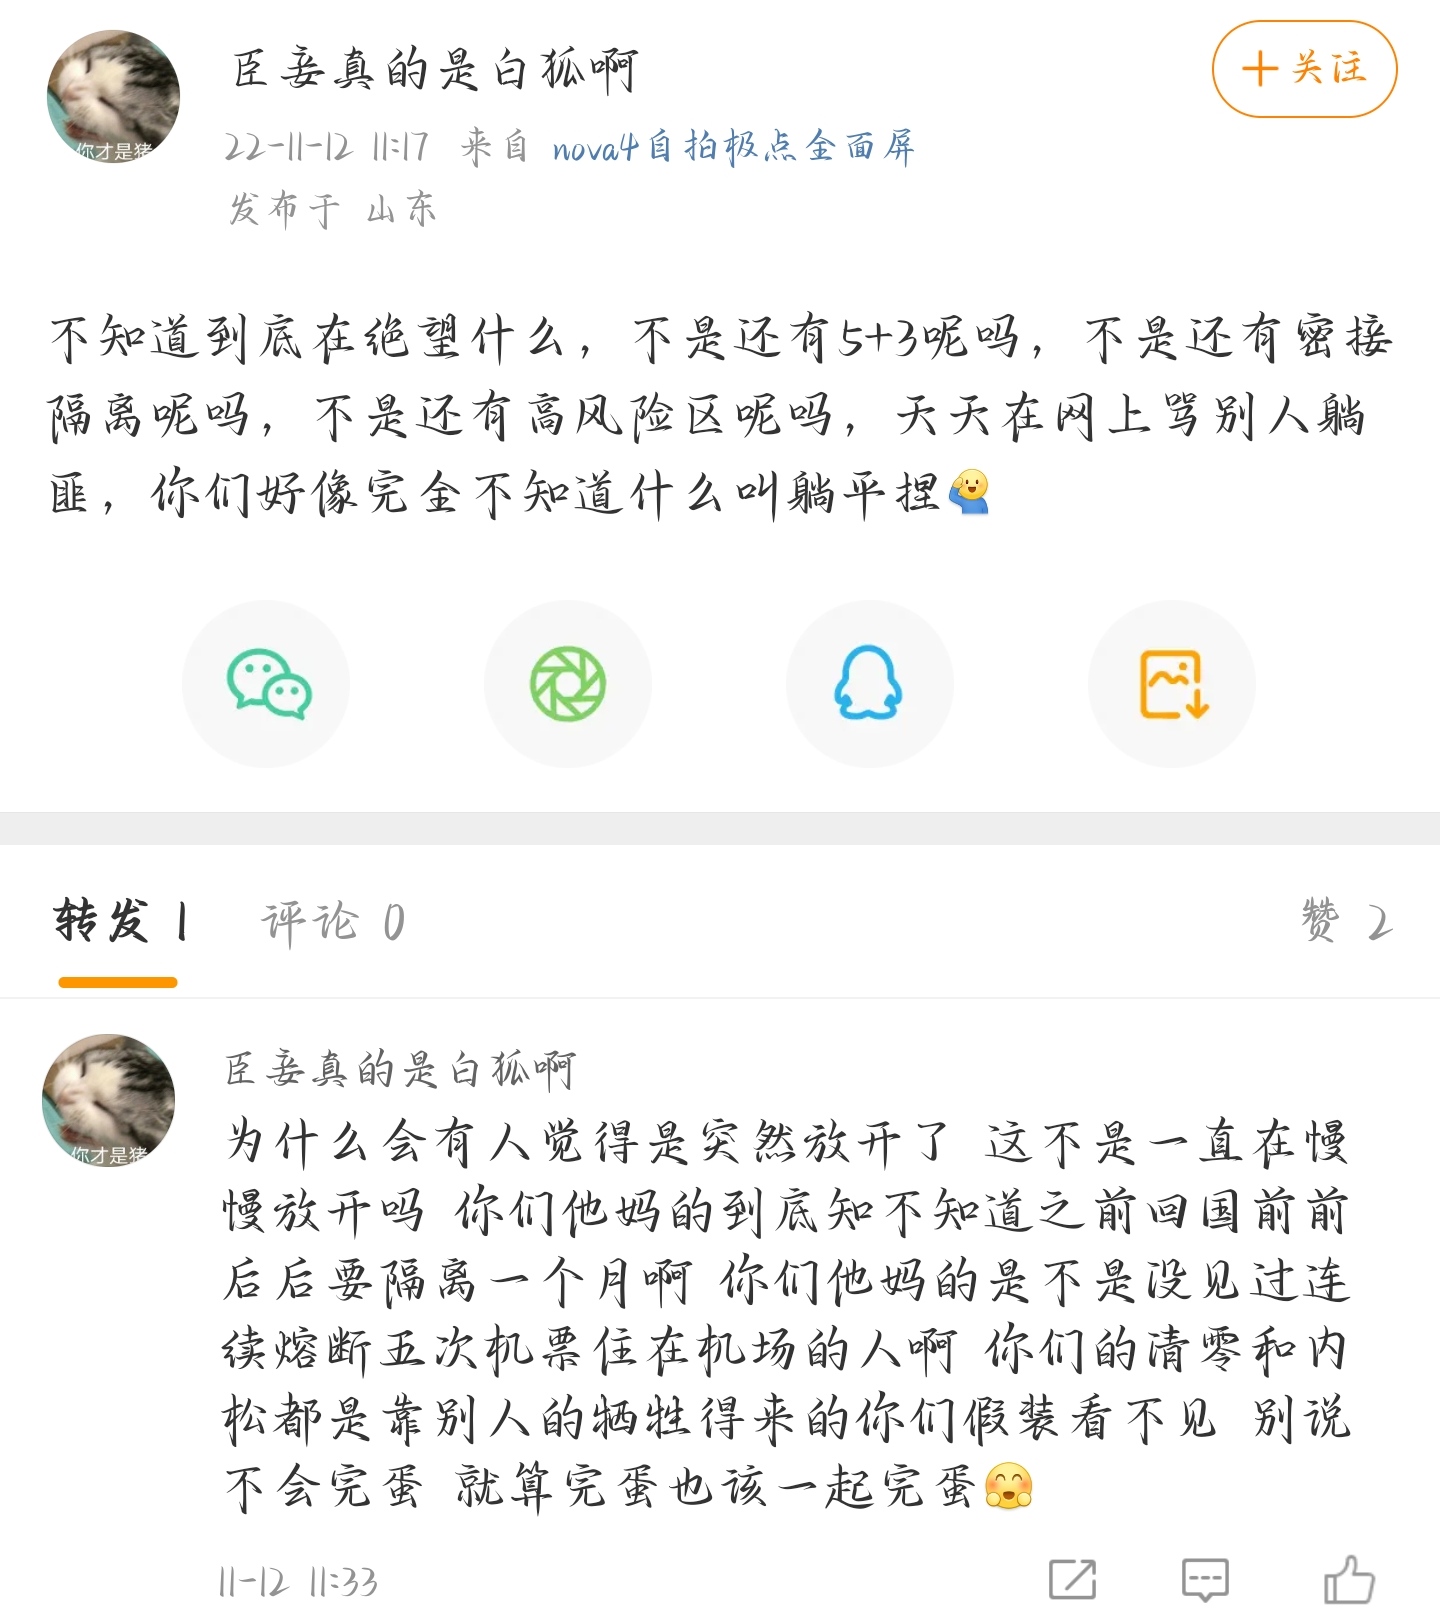 臣妾真的是白狐啊
＋关注
22-11-12 11:17 来自 nova4自拍极点全面屏
发布于 山东
你才是猪
不知道到底在绝望什么，不是还有5+3呢吗，不是还有密接
隔离呢吗，不是还有高风险区呢吗，天天在网上骂别人躺
匪，你们好像完全不知道什么叫躺平捏
转发 1 评论 0 赞 2
臣妾真的是白狐啊
你才是猪
为什么会有人觉得是突然放开了 这不是一直在慢
慢放开吗 你们他妈的到底知不知道之前回国前前
后后要隔离一个月啊 你们他妈的是不是没见过连
续熔断五次机票住在机场的人啊 你们的清零和内
松都是靠别人的牺牲得来的你们假装看不见 别说
不会完蛋 就算完蛋也该一起完蛋
11-12 11:33